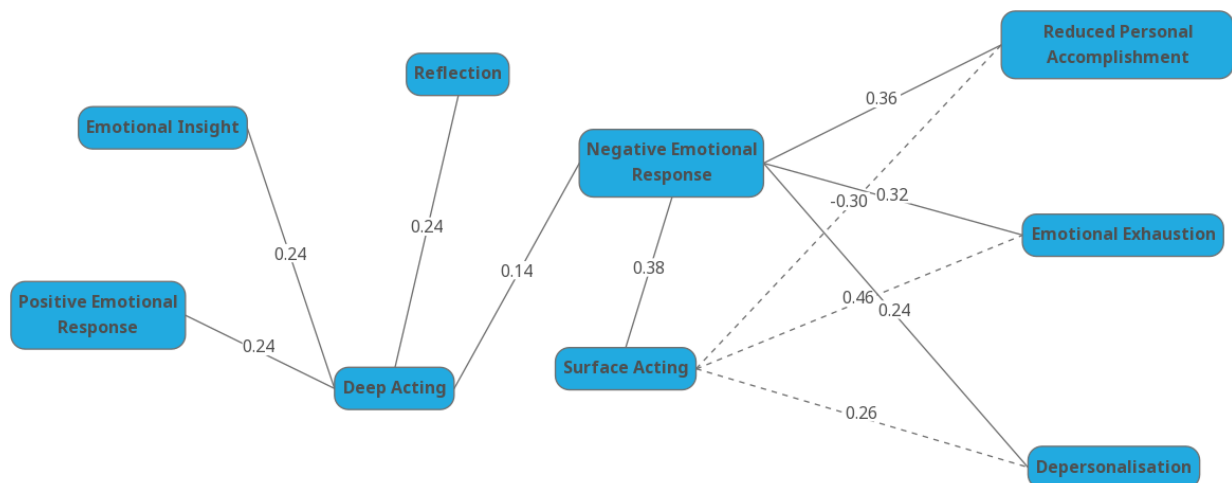 Reduced Personal
Accomplishment
Reflection
0.36
Emotional Insight
Negative Emotional
Response
-0.30
0.32
0.24
Emotional Exhaustion
0.24
0.38
0.14
Positive Emotional
Response
0.46
0.24
0.24
Surface Acting
Deep Acting
0.26
Depersonalisation